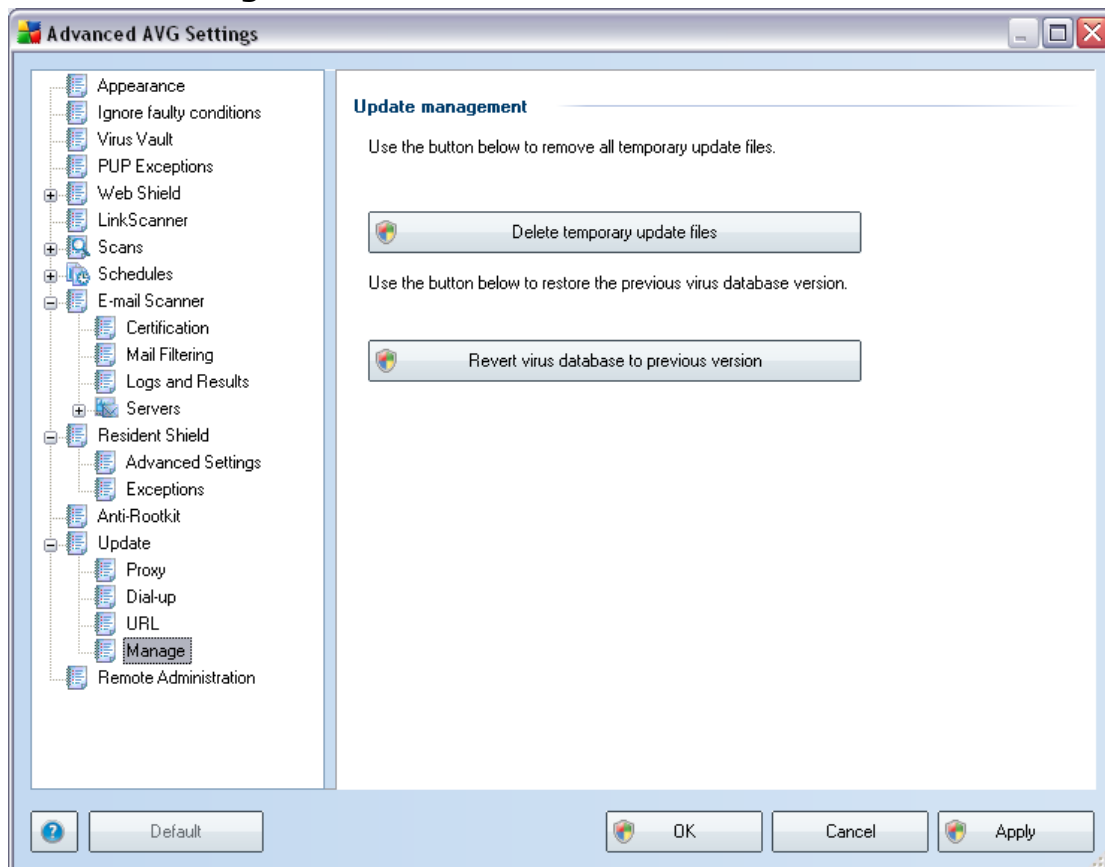 Advanced AVG Settings
Appearance
Ignore faulty conditions
Virus Vault
PUP Exceptions
Web Shield
LinkScanner
Scans
Schedules
E-mail Scanner
Certification
Mail Filtering
Logs and Results
Servers
Resident Shield
Advanced Settings
Exceptions
Anti-Rootkit
Update
Proxy
Dial-up
URL
Manage
Remote Administration
Update management
Use the button below to remove all temporary update files.
Delete temporary update files
Use the button below to restore the previous virus database version.
Revert virus database to previous version
Default
OK
Cancel
Apply